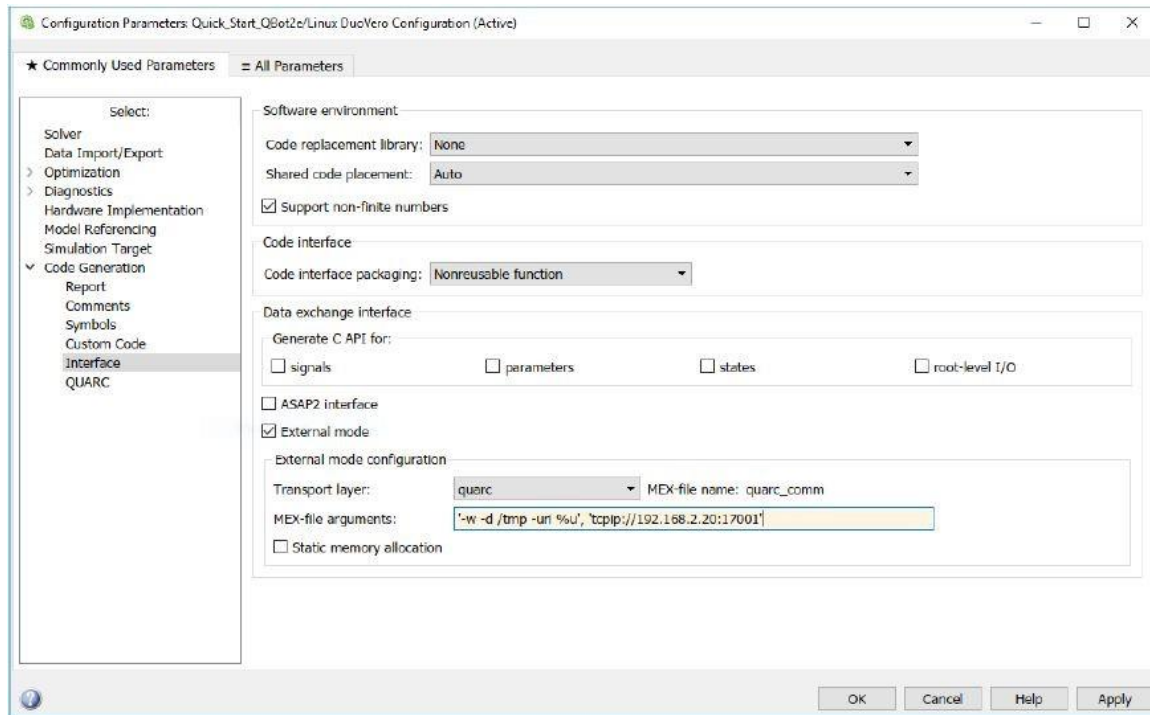 Configuration Parameters: Quick_Start_QBot2e/Linux DuoVero Configuration (Active)
★ Commonly Used Parameters
≡ All Parameters
Select:
Solver
Data Import/Export
Optimization
Diagnostics
Hardware Implementation
Model Referencing
Simulation Target
Code Generation
Report
Comments
Symbols
Custom Code
Interface
QUARC
Software environment
Code replacement library: None
Shared code placement: Auto
Support non-finite numbers
Code interface
Code interface packaging: Nonreusable function
Data exchange interface
Generate C API for:
signals parameters states root-level I/O
ASAP2 interface
External mode
External mode configuration
Transport layer: quarc MEX-file name: quarc_comm
MEX-file arguments: '-w -d /tmp -uri %u', 'tcpip://192.168.2.20:17001'
Static memory allocation
OK Cancel Help Apply